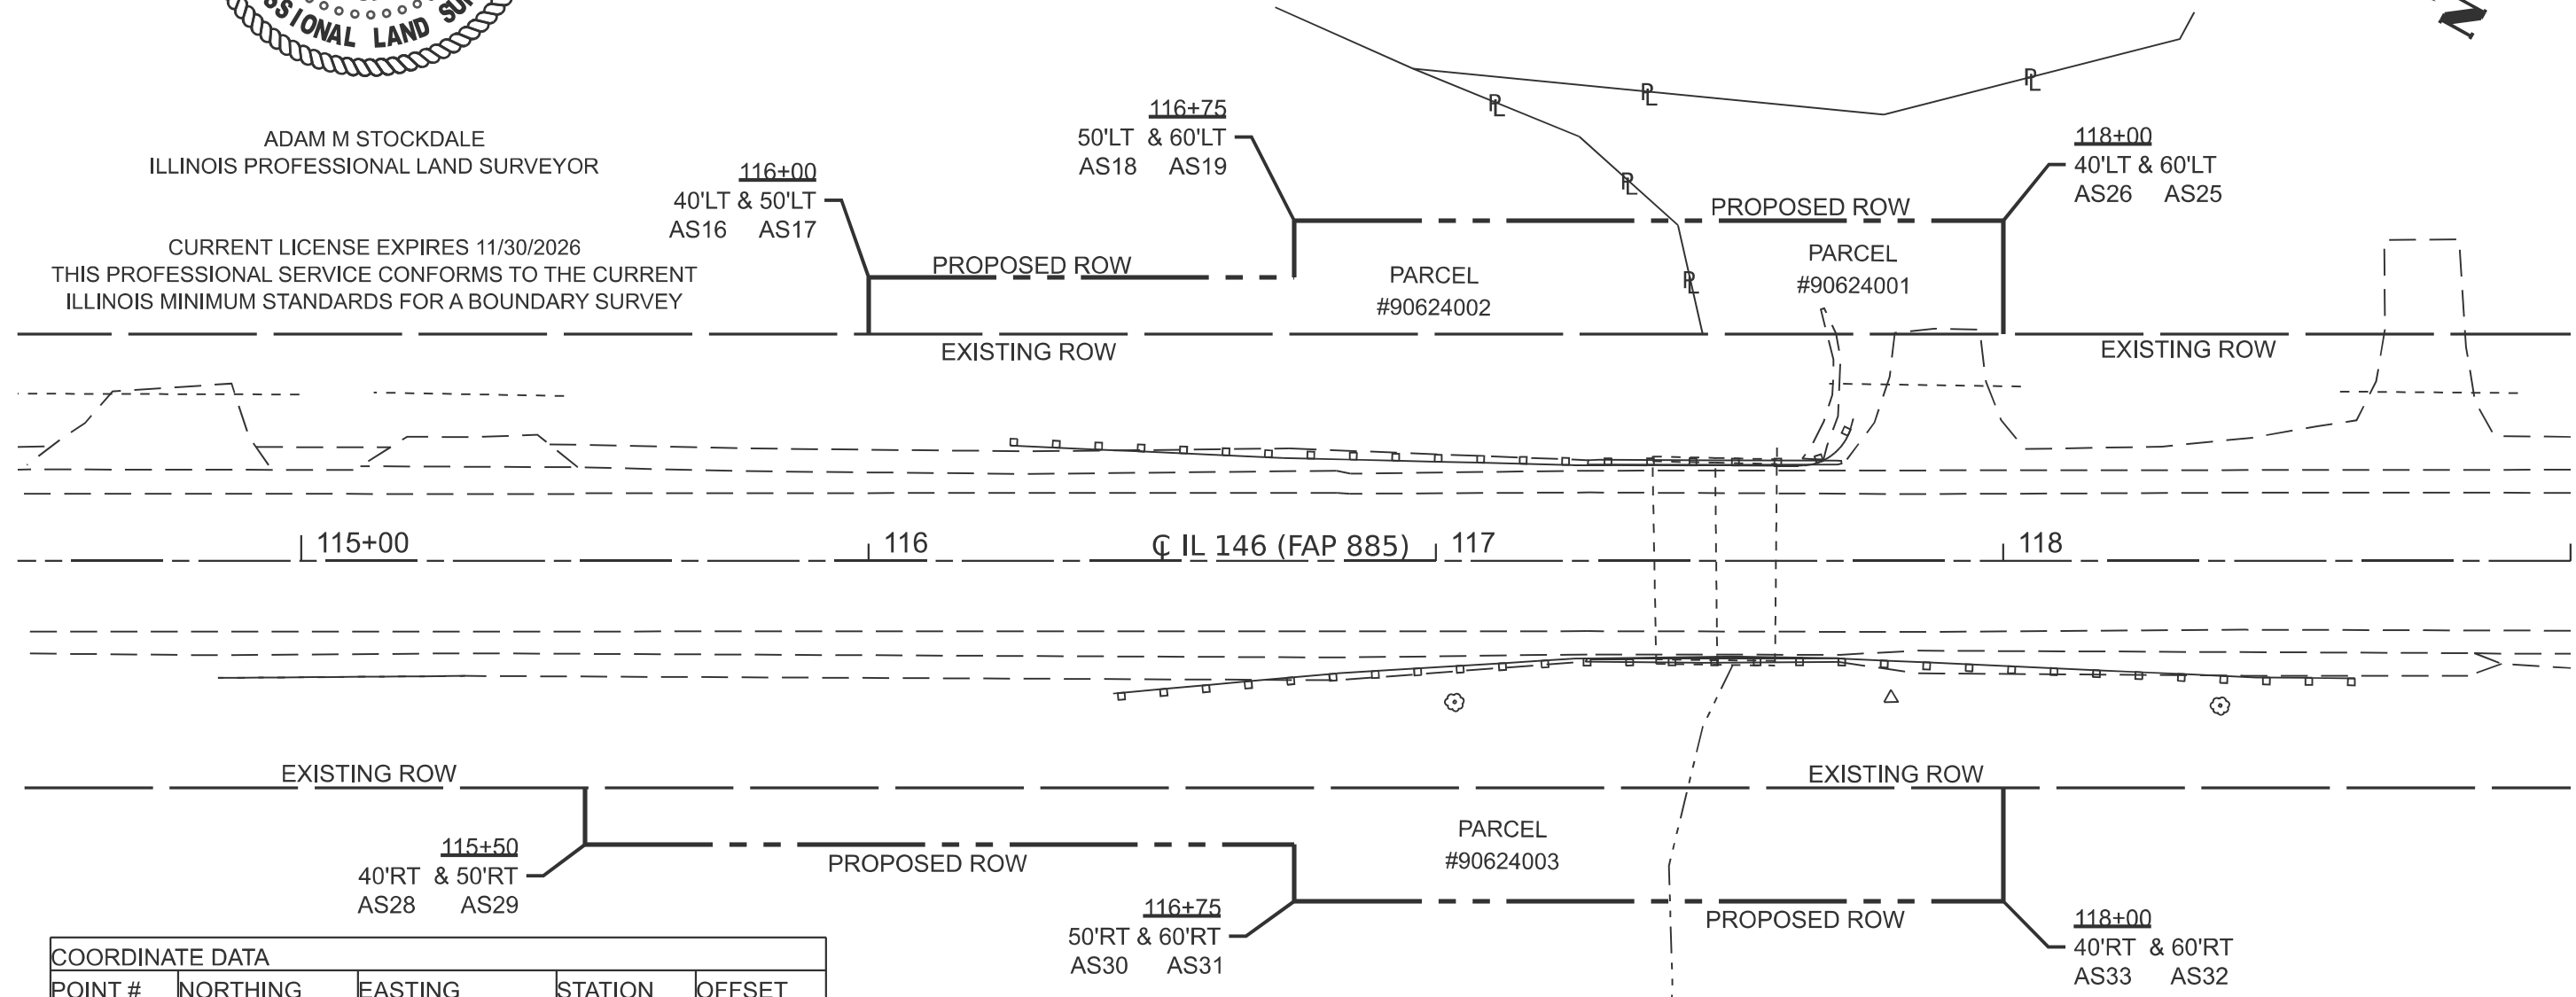 SSIONAL LAND SU
N
ADAM M STOCKDALE
ILLINOIS PROFESSIONAL LAND SURVEYOR
CURRENT LICENSE EXPIRES 11/30/2026
THIS PROFESSIONAL SERVICE CONFORMS TO THE CURRENT
ILLINOIS MINIMUM STANDARDS FOR A BOUNDARY SURVEY
116+00
40'LT & 50'LT
AS16 AS17
116+75
50'LT & 60'LT
AS18 AS19
118+00
40'LT & 60'LT
AS26 AS25
PL
PL
PL
PL
PL
PROPOSED ROW
PROPOSED ROW
PARCEL
#90624002
PARCEL
#90624001
EXISTING ROW
EXISTING ROW
115+00
116
℄ IL 146 (FAP 885)
117
118
EXISTING ROW
EXISTING ROW
115+50
40'RT & 50'RT
AS28 AS29
PROPOSED ROW
PARCEL
#90624003
116+75
50'RT & 60'RT
AS30 AS31
PROPOSED ROW
118+00
40'RT & 60'RT
AS33 AS32
COORDINATE DATA
POINT # NORTHING EASTING STATION OFFSET